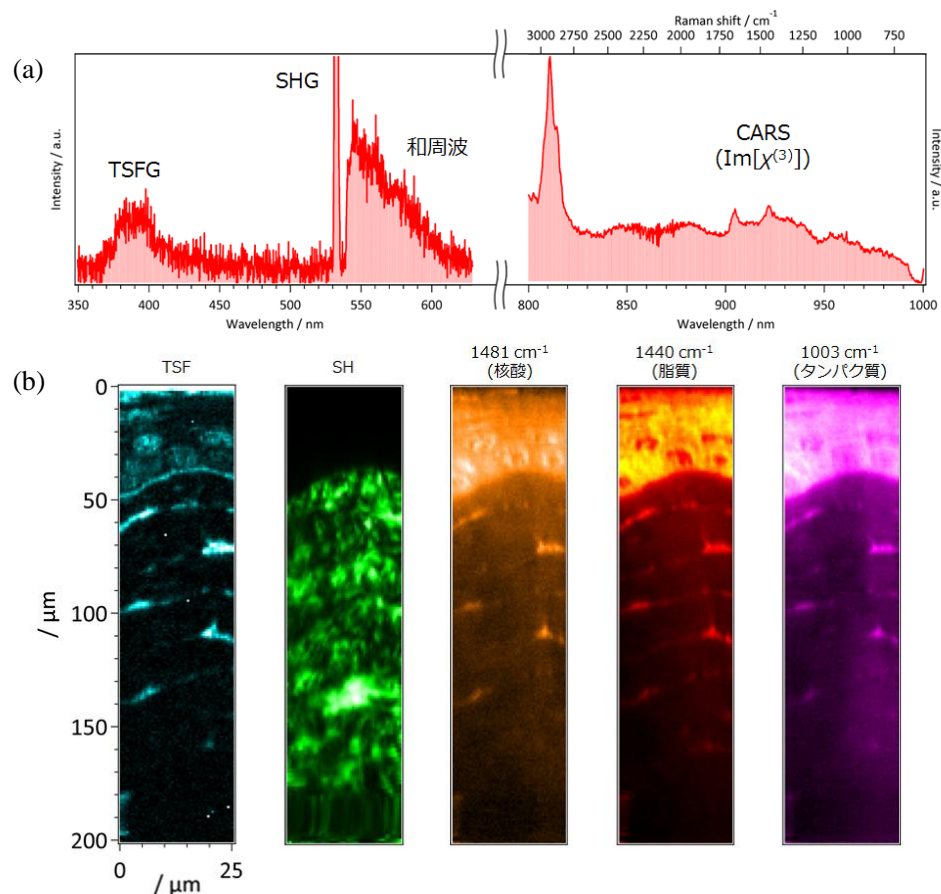 Raman shift / cm⁻¹
3000 2750 2500 2250 2000 1750 1500 1250 1000 750
(a)
SHG
和周波
CARS
(Im[χ⁽³⁾])
TSFG
Intensity / a.u.
Intensity / a.u.
350 400 450 500 550 600
800 850 900 950 1000
Wavelength / nm
Wavelength / nm
(b)
TSF
SH
1481 cm⁻¹
(核酸)
1440 cm⁻¹
(脂質)
1003 cm⁻¹
(タンパク質)
0
50
100
150
200
/ μm
0 25
/ μm